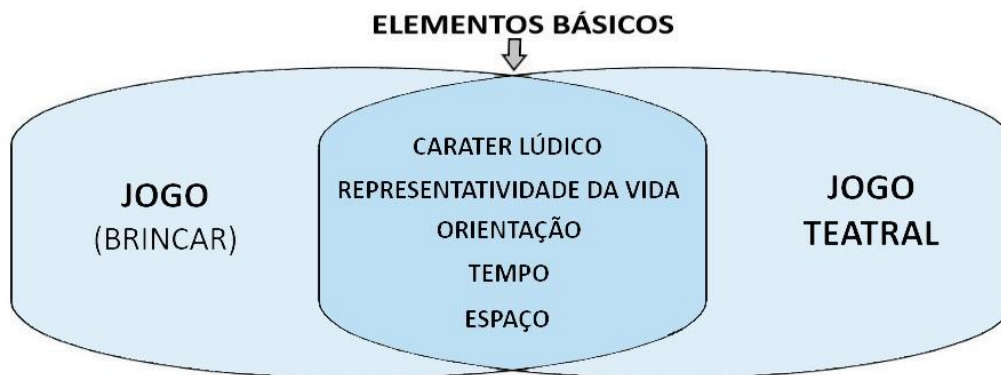 ELEMENTOS BÁSICOS
JOGO
(BRINCAR)
CARATER LÚDICO
REPRESENTATIVIDADE DA VIDA
ORIENTAÇÃO
TEMPO
ESPAÇO
JOGO
TEATRAL